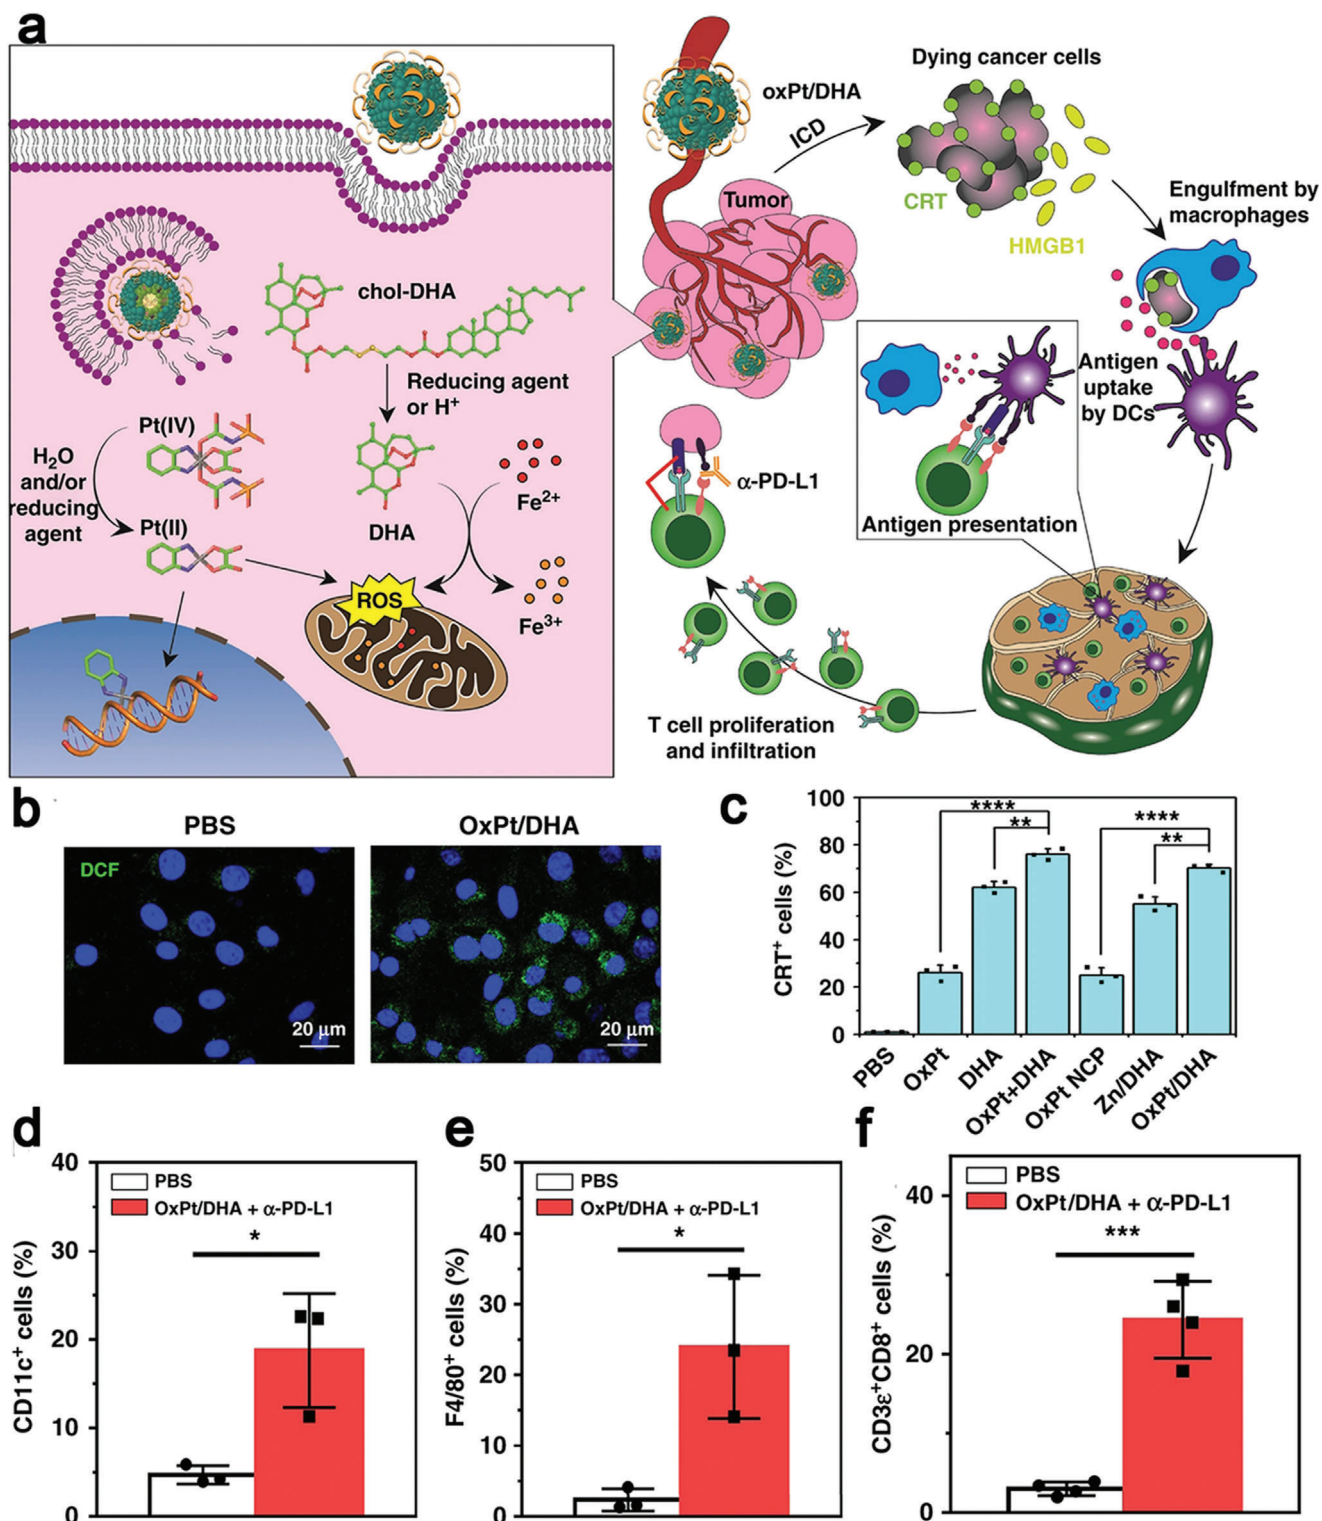 a
oxPt/DHA
ICD
Dying cancer cells
CRT
HMGB1
Engulfment by
macrophages
Tumor
chol-DHA
Reducing agent
or H⁺
Pt(IV)
H₂O
and/or
reducing
agent
Pt(II)
DHA
Fe²⁺
Fe³⁺
ROS
Antigen
uptake
by DCs
Antigen presentation
α-PD-L1
T cell proliferation
and infiltration
b
PBS
OxPt/DHA
DCF
20 μm
20 μm
c
CRT⁺ cells (%)
100
80
60
40
20
0
****
**
****
**
PBS
OxPt
DHA
OxPt+DHA
OxPt NCP
Zn/DHA
OxPt/DHA
d
CD11c⁺ cells (%)
40
30
20
10
0
PBS
OxPt/DHA + α-PD-L1
*
e
F4/80⁺ cells (%)
50
40
30
20
10
0
PBS
OxPt/DHA + α-PD-L1
*
f
CD3ε⁺CD8⁺ cells (%)
40
20
0
PBS
OxPt/DHA + α-PD-L1
***